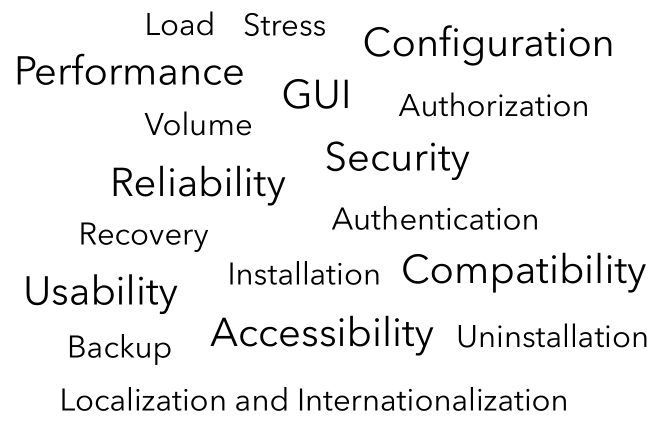 Load Stress
Configuration
Performance
GUI
Authorization
Volume
Security
Reliability
Authentication
Recovery
Installation
Compatibility
Usability
Accessibility
Uninstallation
Backup
Localization and Internationalization